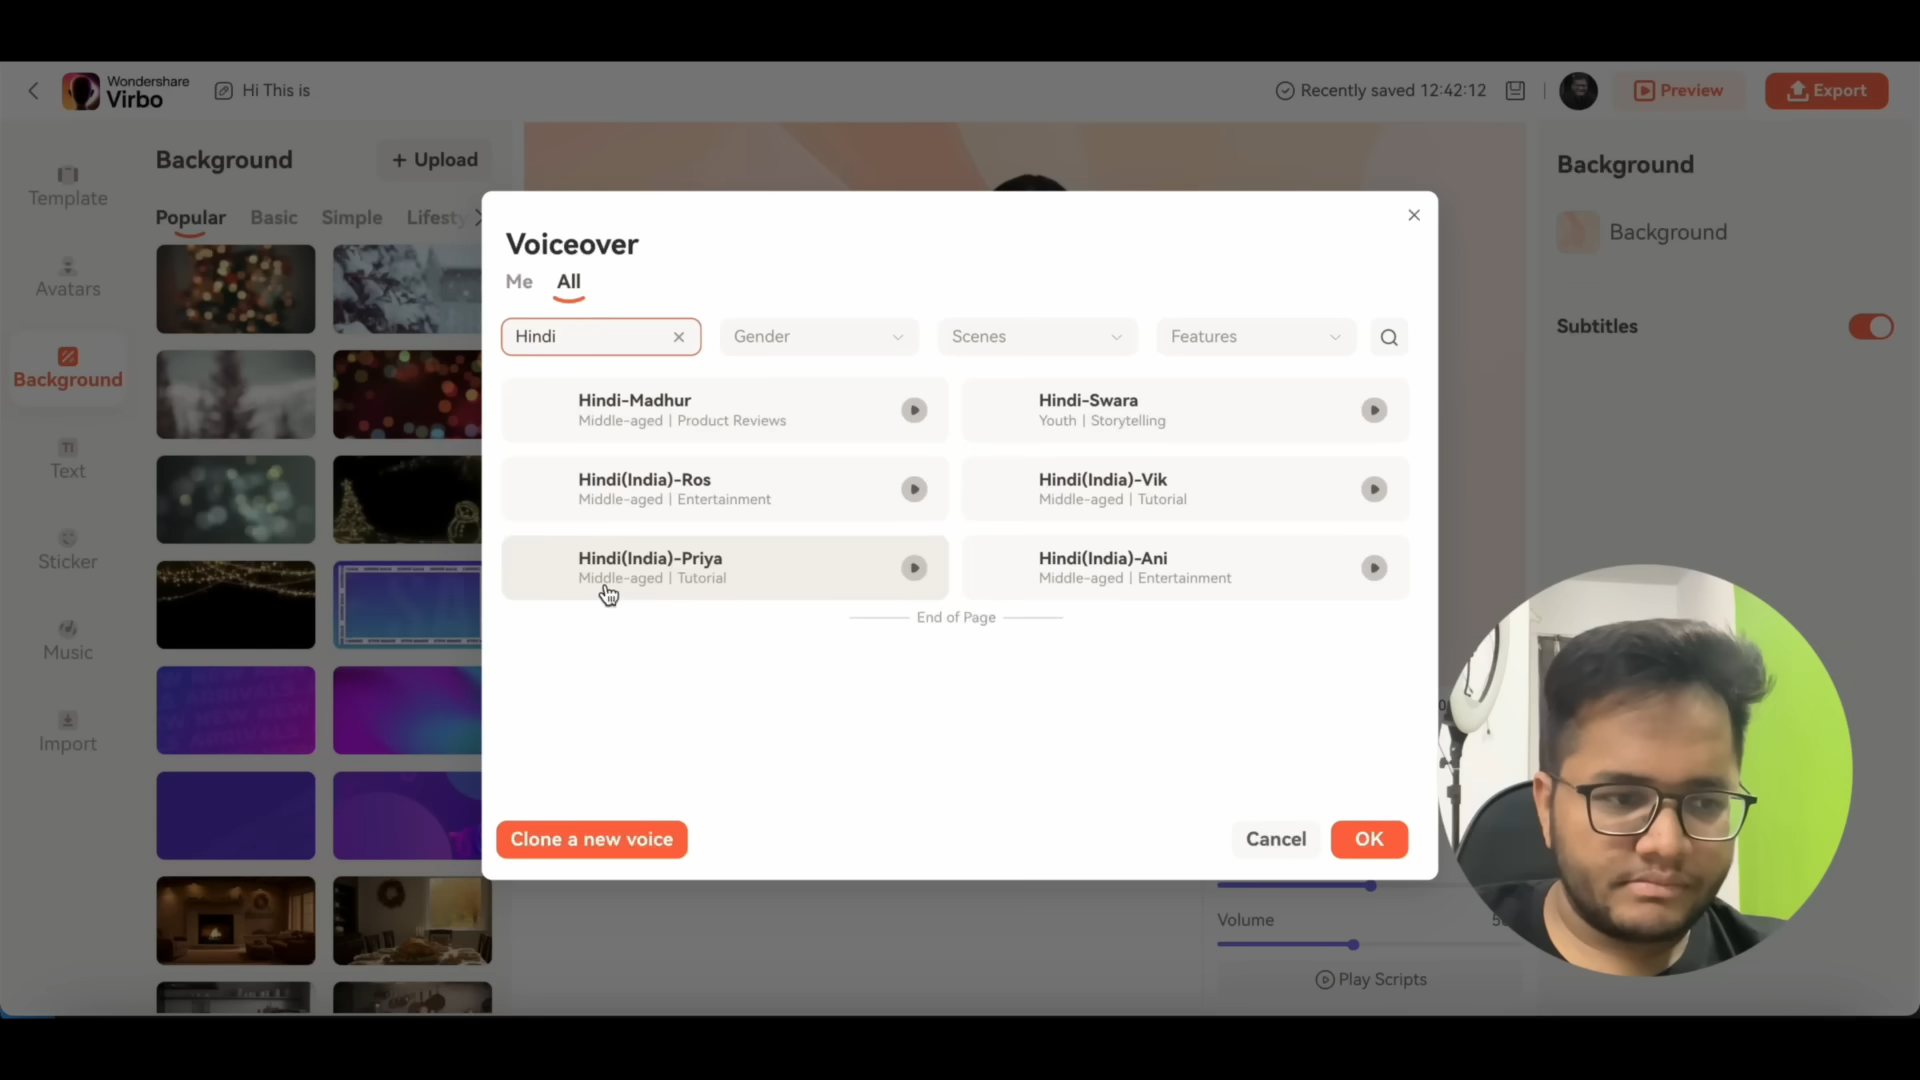 Wondershare
Virbo
Hi This is
Recently saved 12:42:12
Preview
Export
Template
Avatars
Background
Text
Sticker
Music
Import
Background
+ Upload
Popular
Basic
Simple
Voiceover
Me
All
Hindi
Gender
Scenes
Features
Hindi-Madhur
Middle-aged | Product Reviews
Hindi-Swara
Youth | Storytelling
Hindi(India)-Ros
Middle-aged | Entertainment
Hindi(India)-Vik
Middle-aged | Tutorial
Hindi(India)-Priya
Middle-aged | Tutorial
Hindi(India)-Ani
Middle-aged | Entertainment
End of Page
Clone a new voice
Cancel
OK
Background
Background
Subtitles
Volume
Play Scripts